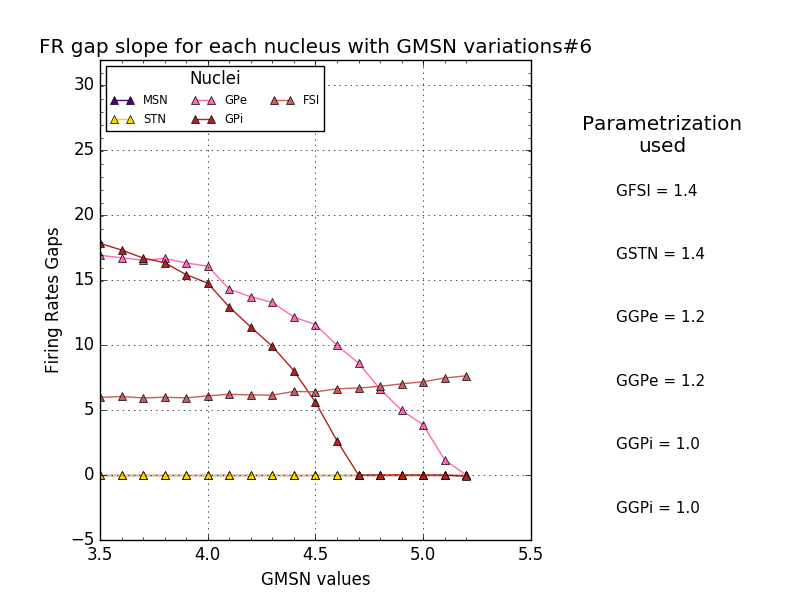 FR gap slope for each nucleus with GMSN variations#6
Nuclei
MSN GPe FSI
STN GPi
30
25
20
15
10
5
0
−5
3.5 4.0 4.5 5.0 5.5
Firing Rates Gaps
GMSN values
Parametrization
used
GFSI = 1.4
GSTN = 1.4
GGPe = 1.2
GGPe = 1.2
GGPi = 1.0
GGPi = 1.0